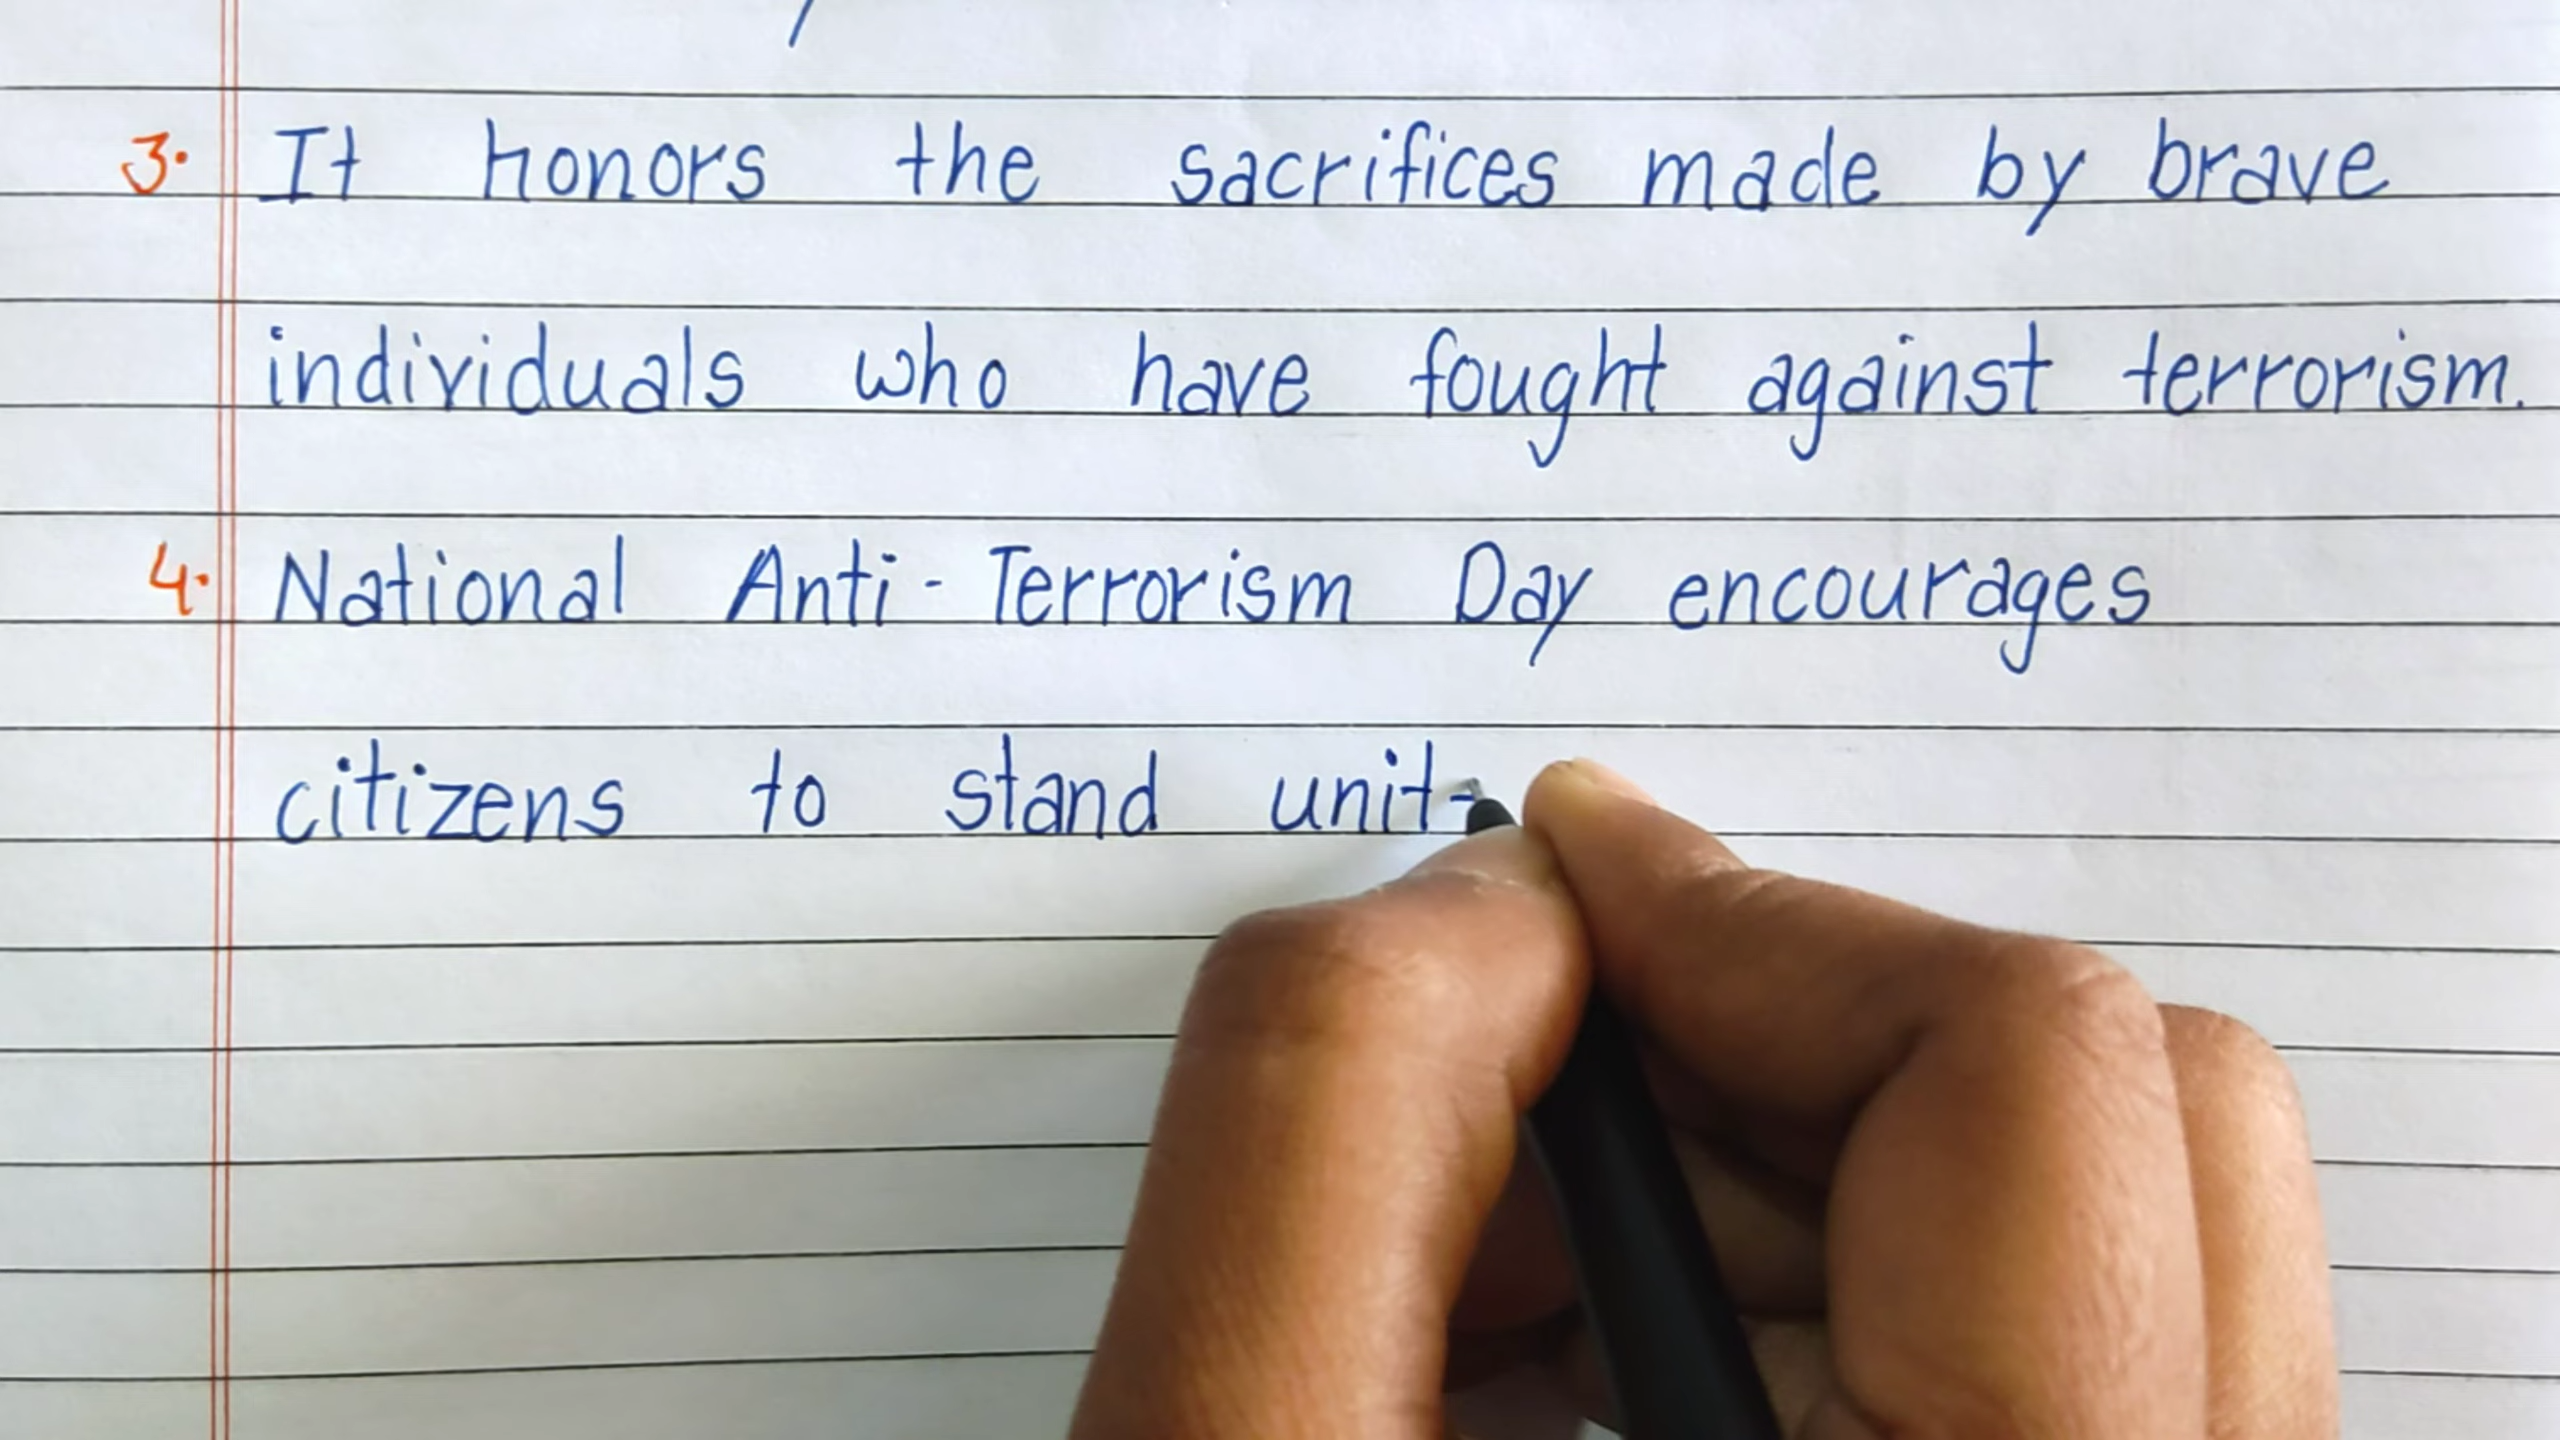 3. It honors the sacrifices made by brave
individuals who have fought against terrorism.
4. National Anti-Terrorism Day encourages
citizens to stand unit